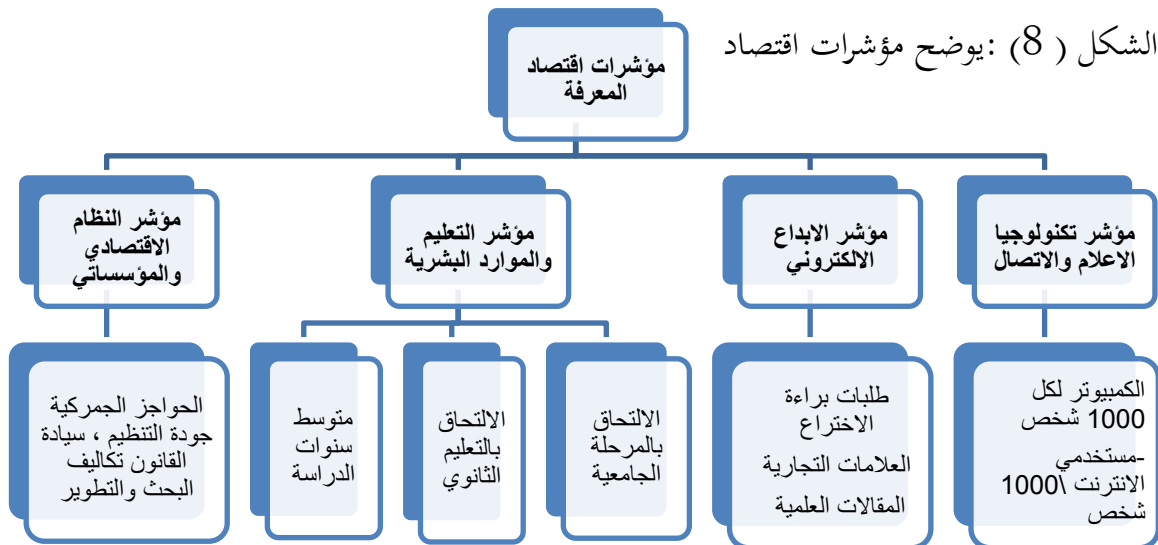 الشكل ( 8) :يوضح مؤشرات اقتصاد
مؤشرات اقتصاد
المعرفة
مؤشر تكنولوجيا
الاعلام والاتصال
مؤشر الابداع
الالكتروني
مؤشر التعليم
والموارد البشرية
مؤشر النظام
الاقتصادي
والمؤسساتي
الكمبيوتر لكل
1000 شخص
-مستخدمي
الانترنت \1000
شخص
طلبات براءة
الاختراع
العلامات التجارية
المقالات العلمية
الالتحاق
بالمرحلة
الجامعية
الالتحاق
بالتعليم
الثانوي
متوسط
سنوات
الدراسة
الحواجز الجمركية
جودة التنظيم ، سيادة
القانون تكاليف
البحث والتطوير